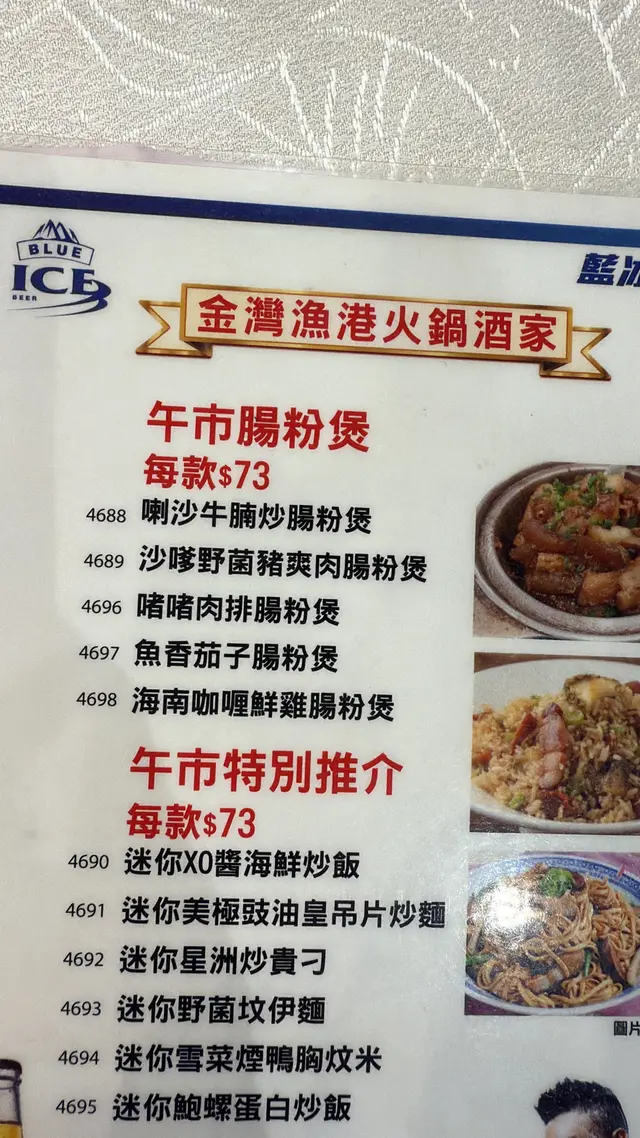 BLUE
ICE
BEER
藍冰
金灣漁港火鍋酒家
午市腸粉煲
每款$73
4688 喇沙牛腩炒腸粉煲
4689 沙嗲野菌豬爽肉腸粉煲
4696 啫啫肉排腸粉煲
4697 魚香茄子腸粉煲
4698 海南咖喱鮮雞腸粉煲
午市特別推介
每款$73
4690 迷你XO醬海鮮炒飯
4691 迷你美極豉油皇吊片炒麵
4692 迷你星洲炒貴刁
4693 迷你野菌炆伊麵
4694 迷你雪菜煙鴨胸炆米
4695 迷你鮑螺蛋白炒飯
圖片